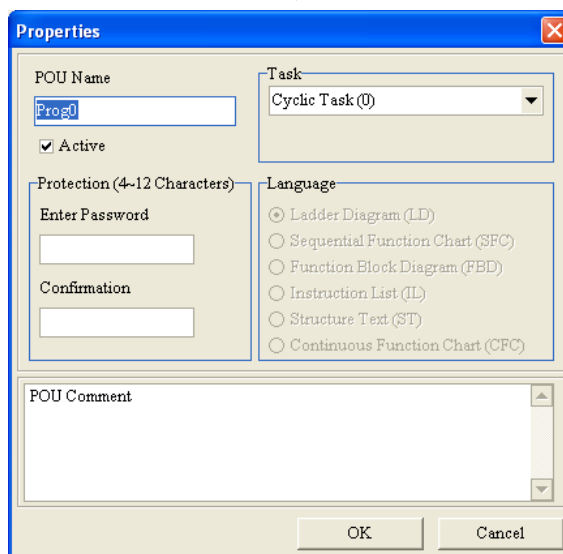 Properties
POU Name
Prog0
Active
Task
Cyclic Task (0)
Protection (4~12 Characters)
Enter Password
Confirmation
Language
Ladder Diagram (LD)
Sequential Function Chart (SFC)
Function Block Diagram (FBD)
Instruction List (IL)
Structure Text (ST)
Continuous Function Chart (CFC)
POU Comment
OK
Cancel